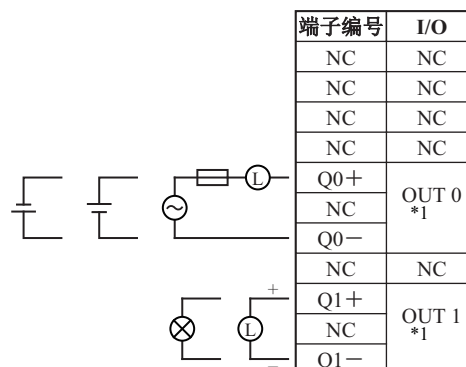 端子编号 I/O
NC NC
NC NC
NC NC
NC NC
L Q0+ OUT 0
NC *1
Q0−
NC NC
+ Q1+ OUT 1
L NC *1
Q1−